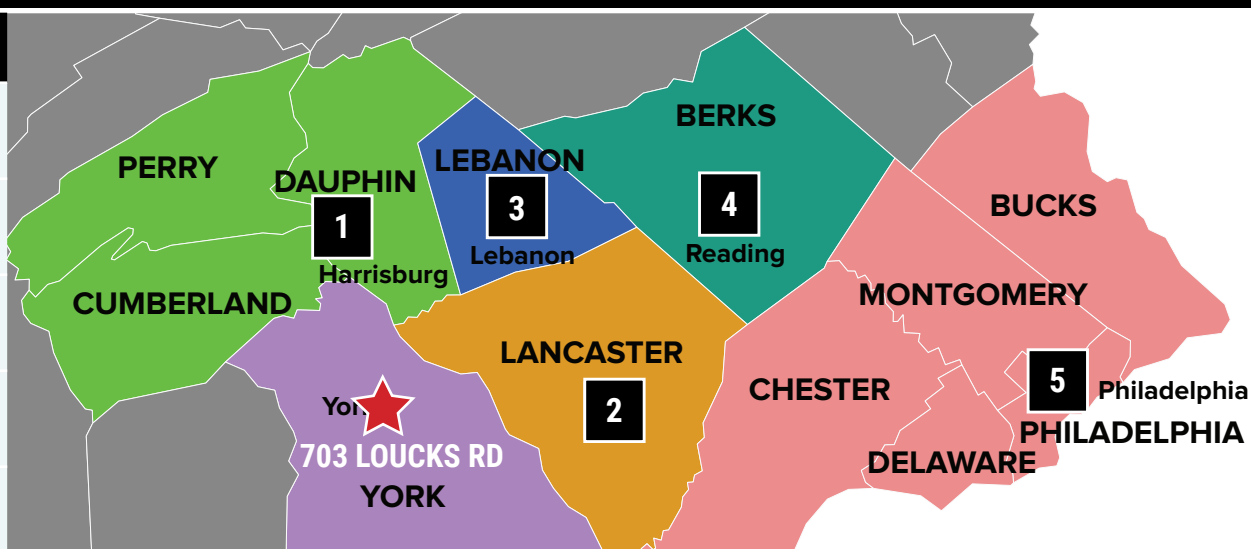 BERKS
PERRY
LEBANON
DAUPHIN
3
4
BUCKS
1
Lebanon
Reading
Harrisburg
MONTGOMERY
CUMBERLAND
LANCASTER
5
CHESTER
Philadelphia
2
PHILADELPHIA
703 LOUCKS RD
DELAWARE
YORK